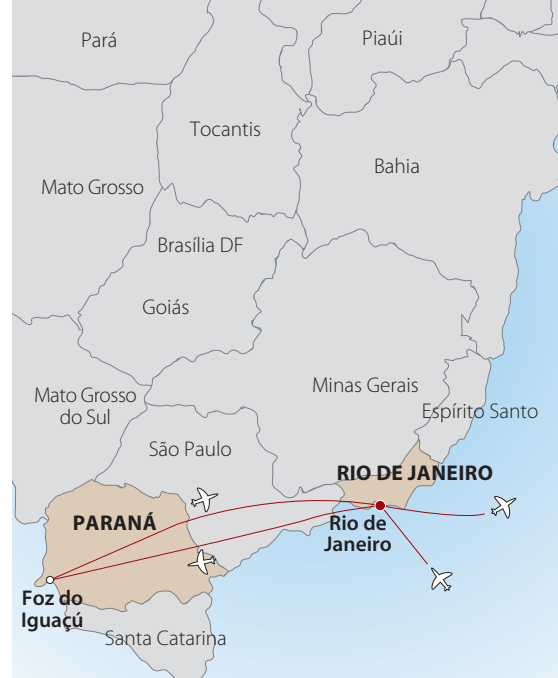 Pará
Piauí
Tocantis
Bahia
Mato Grosso
Brasília DF
Goiás
Minas Gerais
Mato Grosso
do Sul
Espírito Santo
São Paulo
RIO DE JANEIRO
PARANÁ
Rio de
Janeiro
Foz do
Iguaçú
Santa Catarina